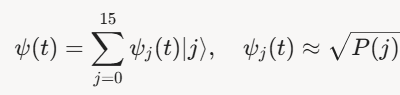 ψ(t) = ∑_{j=0}^{15} ψ_j(t)|j⟩, ψ_j(t) ≈ √P(j)